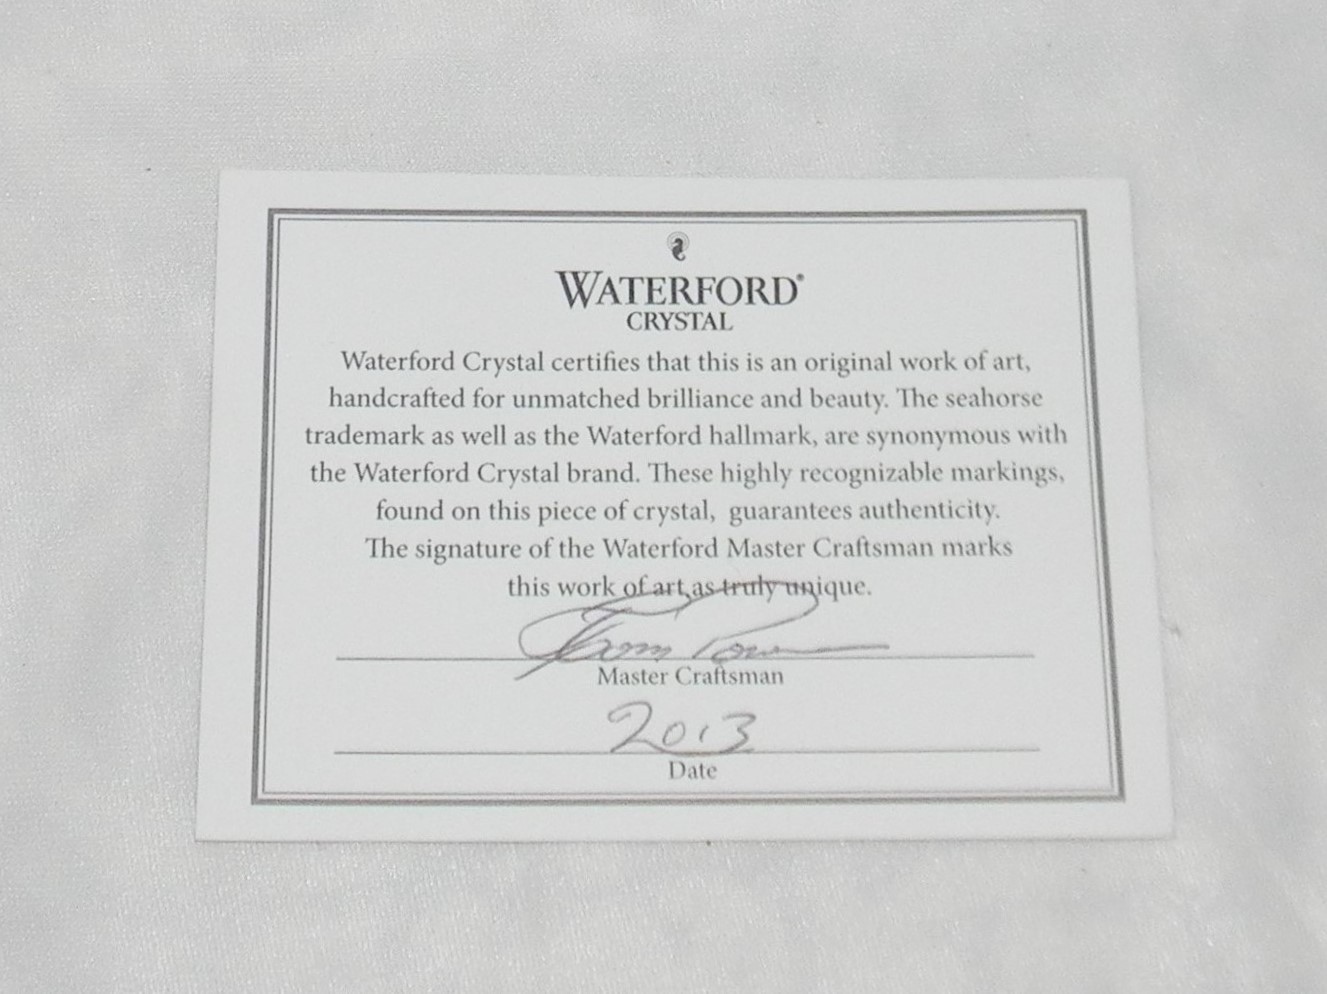 WATERFORD®
CRYSTAL
Waterford Crystal certifies that this is an original work of art,
handcrafted for unmatched brilliance and beauty. The seahorse
trademark as well as the Waterford hallmark, are synonymous with
the Waterford Crystal brand. These highly recognizable markings,
found on this piece of crystal, guarantees authenticity.
The signature of the Waterford Master Craftsman marks
this work of art as truly unique.
Master Craftsman
2013
Date